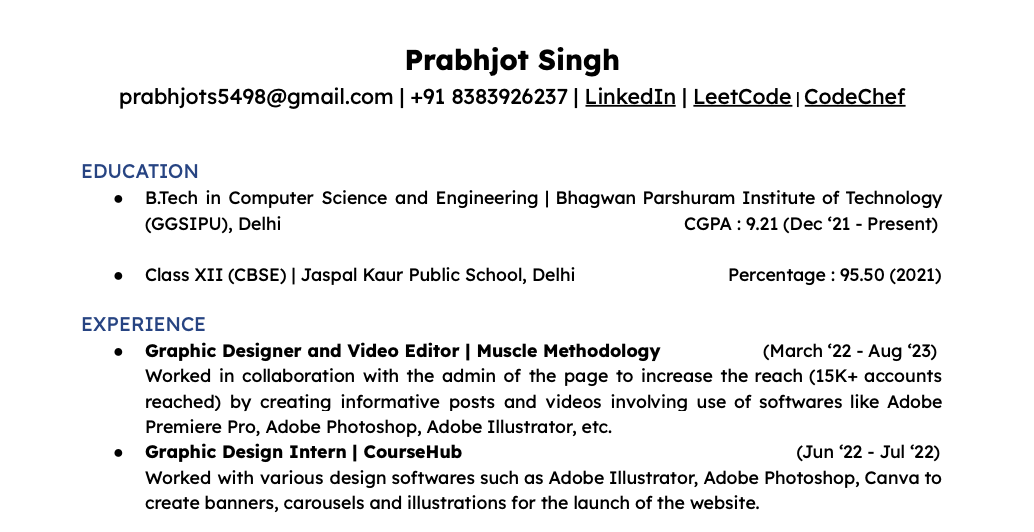 Prabhjot Singh
prabhjots5498@gmail.com | +91 8383926237 | LinkedIn | LeetCode | CodeChef
EDUCATION
● B.Tech in Computer Science and Engineering | Bhagwan Parshuram Institute of Technology
(GGSIPU), Delhi CGPA : 9.21 (Dec ‘21 - Present)
● Class XII (CBSE) | Jaspal Kaur Public School, Delhi Percentage : 95.50 (2021)
EXPERIENCE
● Graphic Designer and Video Editor | Muscle Methodology (March ‘22 - Aug ‘23)
Worked in collaboration with the admin of the page to increase the reach (15K+ accounts
reached) by creating informative posts and videos involving use of softwares like Adobe
Premiere Pro, Adobe Photoshop, Adobe Illustrator, etc.
● Graphic Design Intern | CourseHub (Jun ‘22 - Jul ‘22)
Worked with various design softwares such as Adobe Illustrator, Adobe Photoshop, Canva to
create banners, carousels and illustrations for the launch of the website.